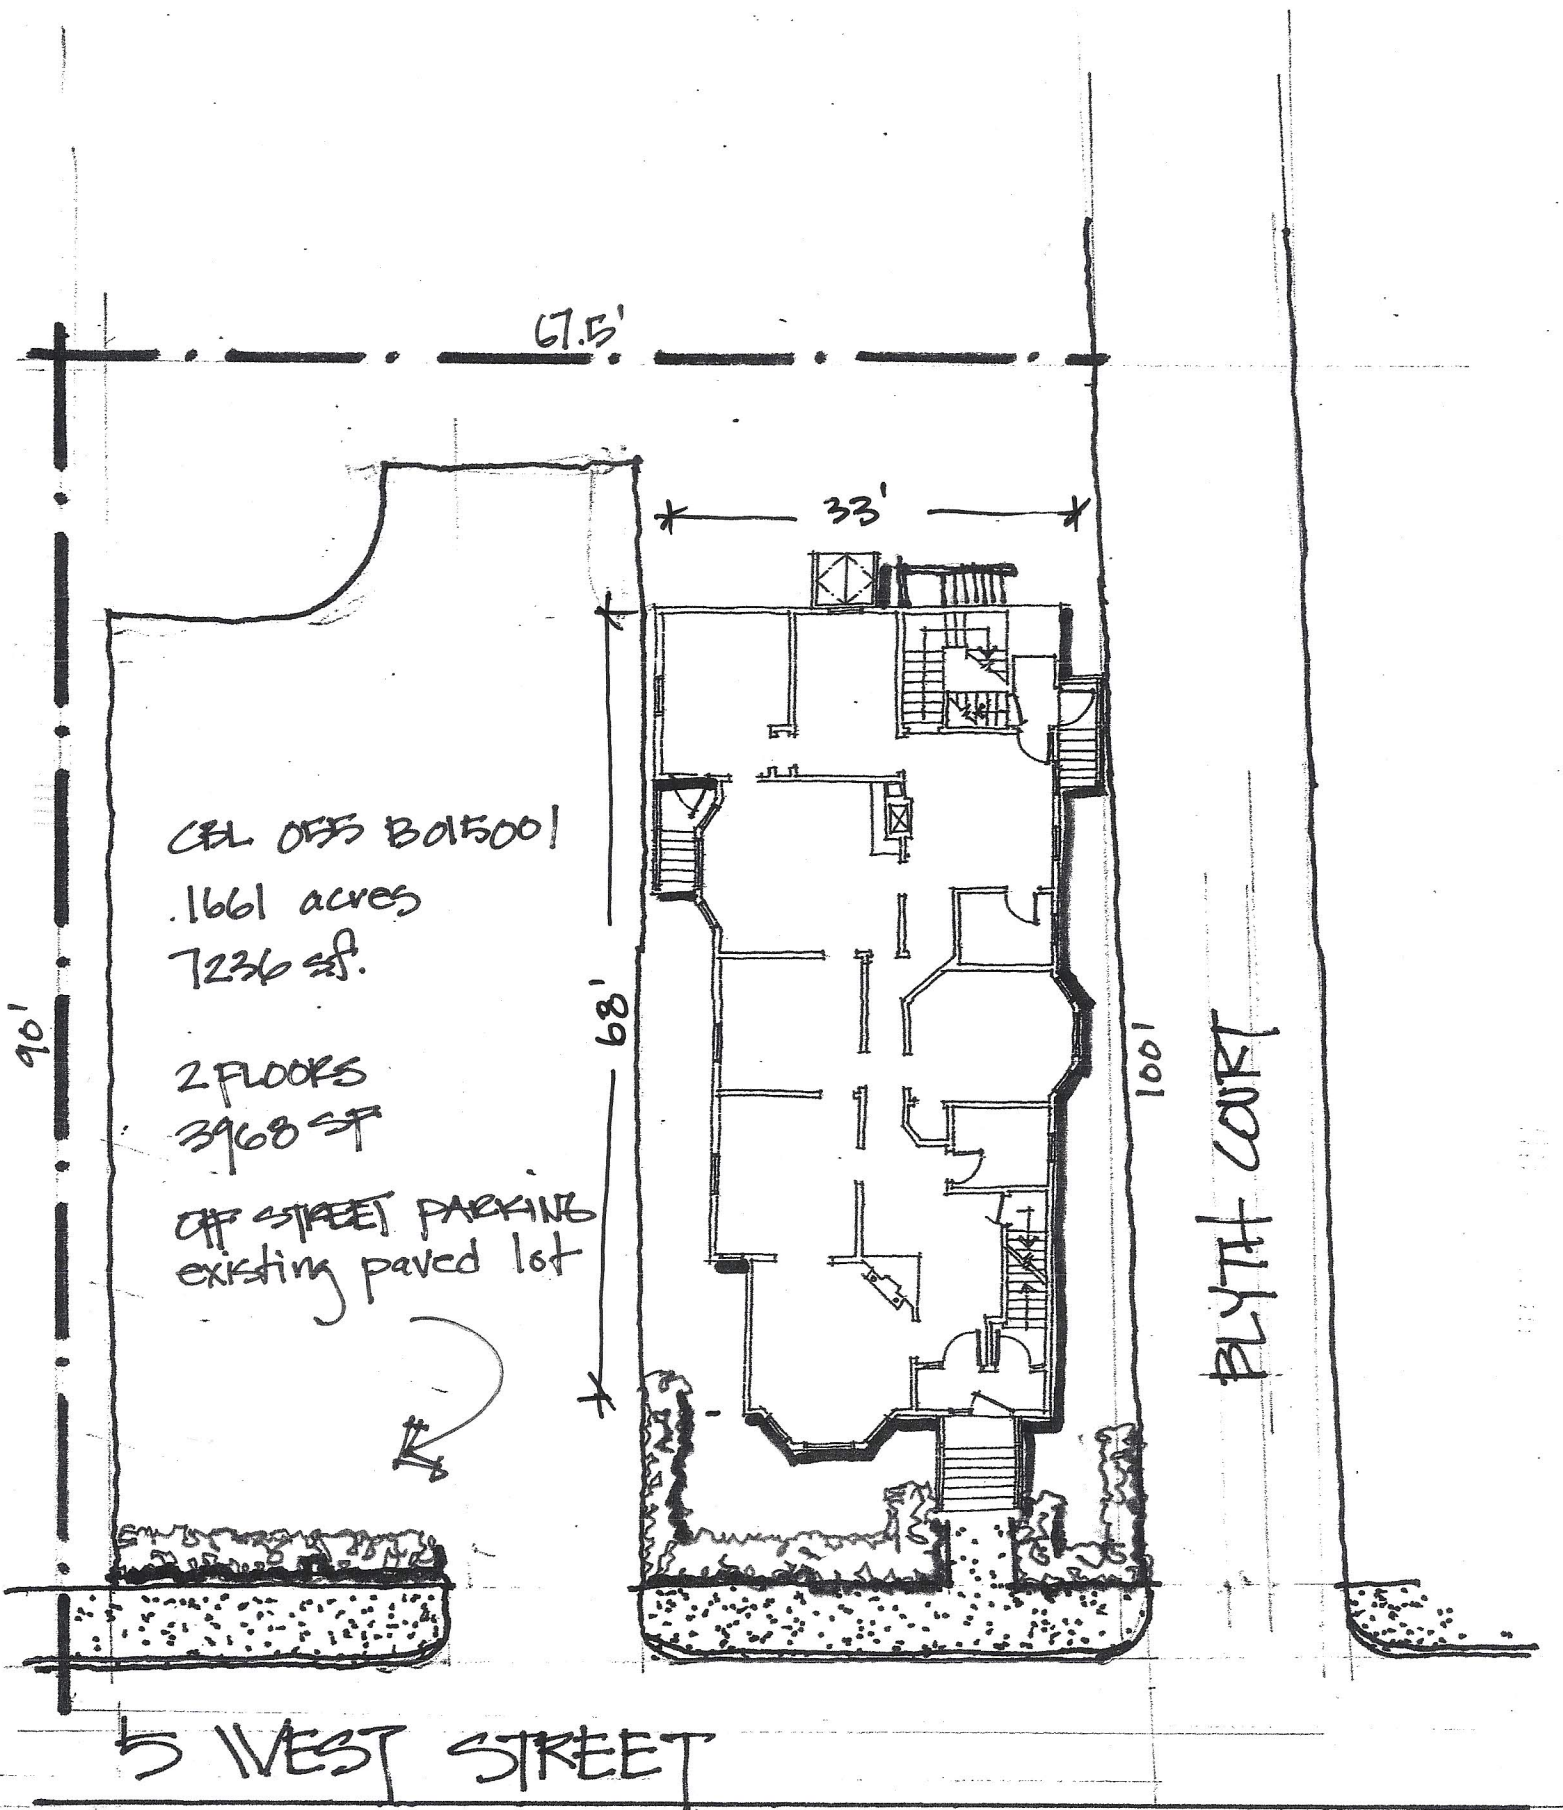 67.5'
33'
CBL 055 B015001
.1661 acres
7236 sf.
2 FLOORS
3968 SF
OFF STREET PARKING
existing paved lot
90'
68'
100'
BLYTH COURT
5 WEST STREET